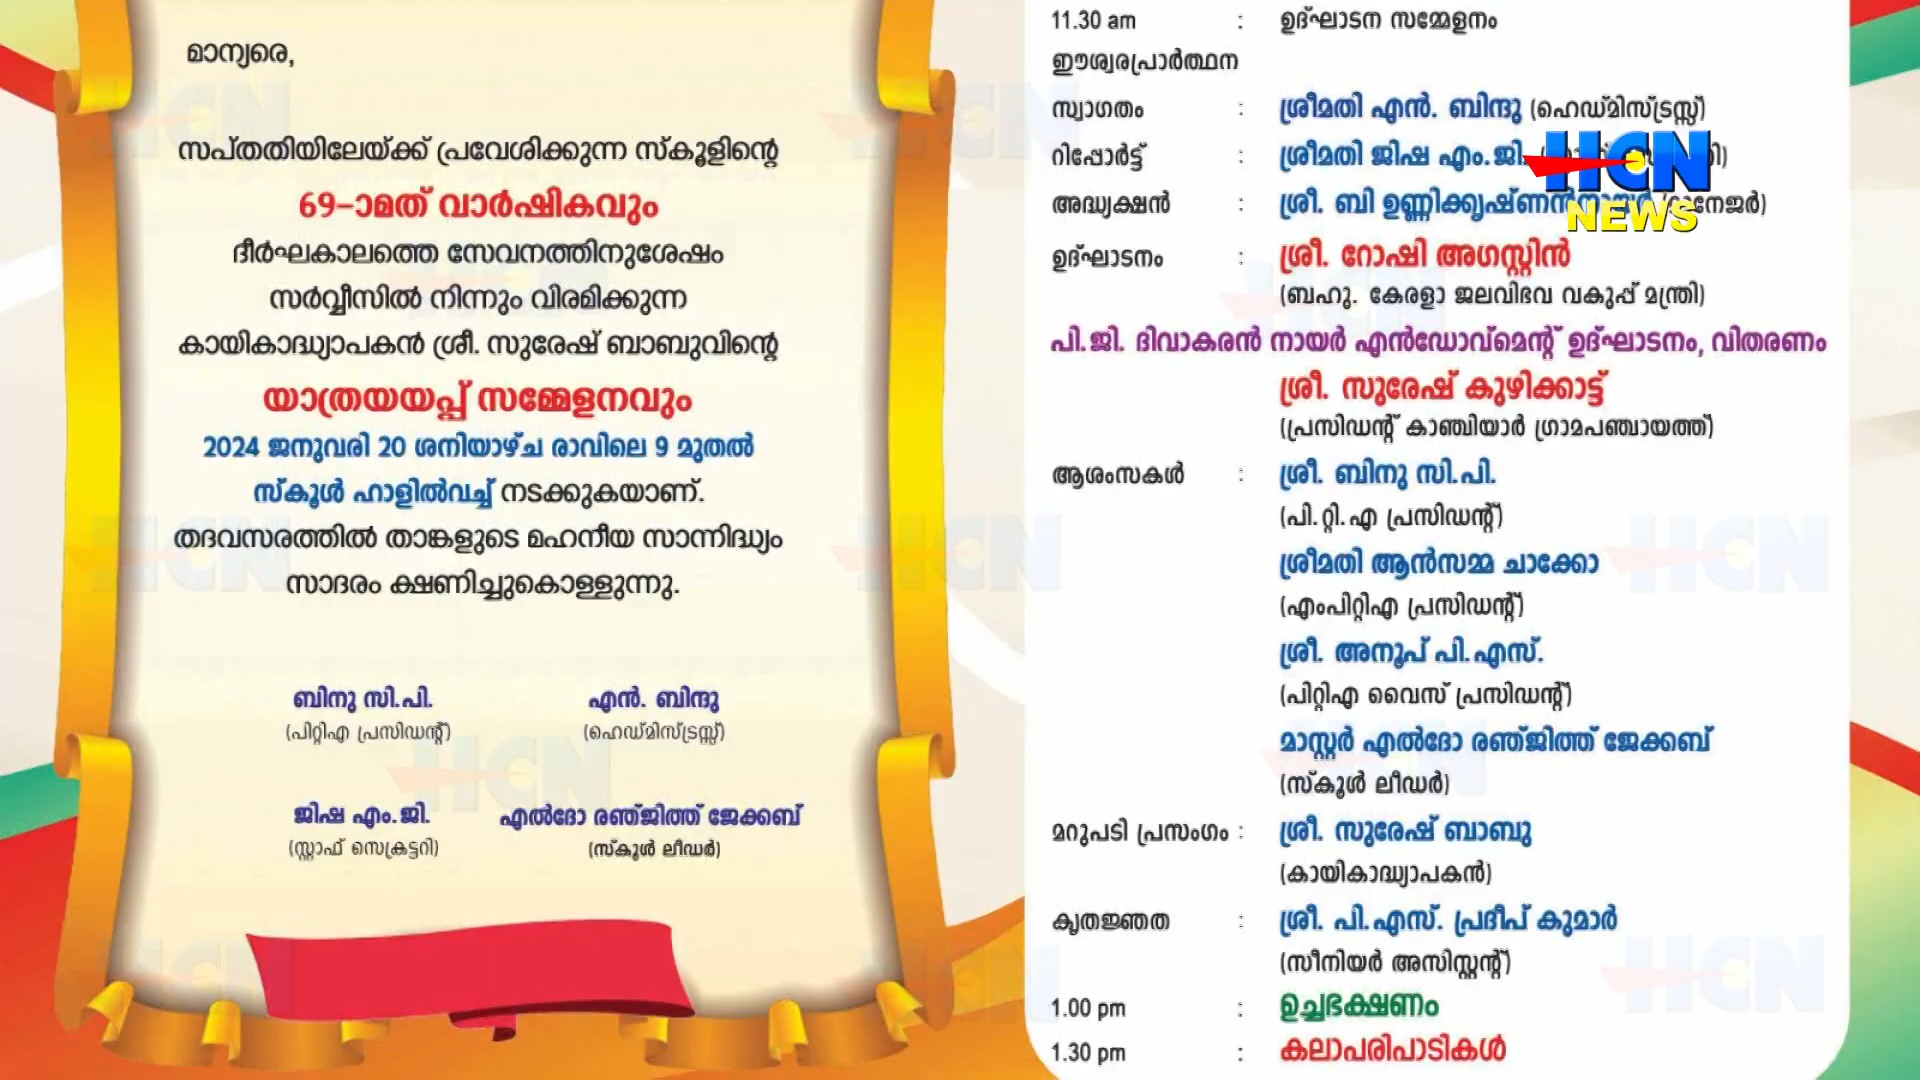 മാന്യരെ,
സപ്തതിയിലേയ്ക്ക് പ്രവേശിക്കുന്ന സ്കൂളിന്റെ
69-ാമത് വാർഷികവും
ദീർഘകാലത്തെ സേവനത്തിനുശേഷം
സർവ്വീസിൽ നിന്നും വിരമിക്കുന്ന
കായികാദ്ധ്യാപകൻ ശ്രീ. സുരേഷ് ബാബുവിന്റെ
യാത്രയയപ്പ് സമ്മേളനവും
2024 ജനുവരി 20 ശനിയാഴ്ച രാവിലെ 9 മുതൽ
സ്കൂൾ ഹാളിൽവച്ച് നടക്കുകയാണ്.
തദവസരത്തിൽ താങ്കളുടെ മഹനീയ സാന്നിദ്ധ്യം
സാദരം ക്ഷണിച്ചുകൊള്ളുന്നു.
ബിനു സി.പി. എൻ. ബിന്ദു
(പിറ്റിഎ പ്രസിഡന്റ്) (ഹെഡ്മിസ്ട്രസ്സ്)
ജിഷ എം.ജി. എൽദോ രഞ്ജിത്ത് ജേക്കബ്
(സ്റ്റാഫ് സെക്രട്ടറി) (സ്കൂൾ ലീഡർ)
11.30 am : ഉദ്ഘാടന സമ്മേളനം
ഈശ്വരപ്രാർത്ഥന
സ്വാഗതം : ശ്രീമതി എൻ. ബിന്ദു (ഹെഡ്മിസ്ട്രസ്സ്)
റിപ്പോർട്ട് : ശ്രീമതി ജിഷ എം.ജി.
അദ്ധ്യക്ഷൻ : ശ്രീ. ബി ഉണ്ണിക്കൃഷ്ണൻനായർ
ഉദ്ഘാടനം : ശ്രീ. റോഷി അഗസ്റ്റിൻ
(ബഹു. കേരളാ ജലവിഭവ വകുപ്പ് മന്ത്രി)
പി.ജി. ദിവാകരൻ നായർ എൻഡോവ്മെന്റ് ഉദ്ഘാടനം, വിതരണം
ശ്രീ. സുരേഷ് കുഴിക്കാട്ട്
(പ്രസിഡന്റ് കാഞ്ചിയാർ ഗ്രാമപഞ്ചായത്ത്)
ആശംസകൾ : ശ്രീ. ബിനു സി.പി.
(പി.റ്റി.എ പ്രസിഡന്റ്)
ശ്രീമതി ആൻസമ്മ ചാക്കോ
(എംപിറ്റിഎ പ്രസിഡന്റ്)
ശ്രീ. അനൂപ് പി.എസ്.
(പിറ്റിഎ വൈസ് പ്രസിഡന്റ്)
മാസ്റ്റർ എൽദോ രഞ്ജിത്ത് ജേക്കബ്
(സ്കൂൾ ലീഡർ)
മറുപടി പ്രസംഗം : ശ്രീ. സുരേഷ് ബാബു
(കായികാദ്ധ്യാപകൻ)
കൃതജ്ഞത : ശ്രീ. പി.എസ്. പ്രദീപ് കുമാർ
(സീനിയർ അസിസ്റ്റന്റ്)
1.00 pm : ഉച്ചഭക്ഷണം
1.30 pm : കലാപരിപാടികൾ
HCN
NEWS